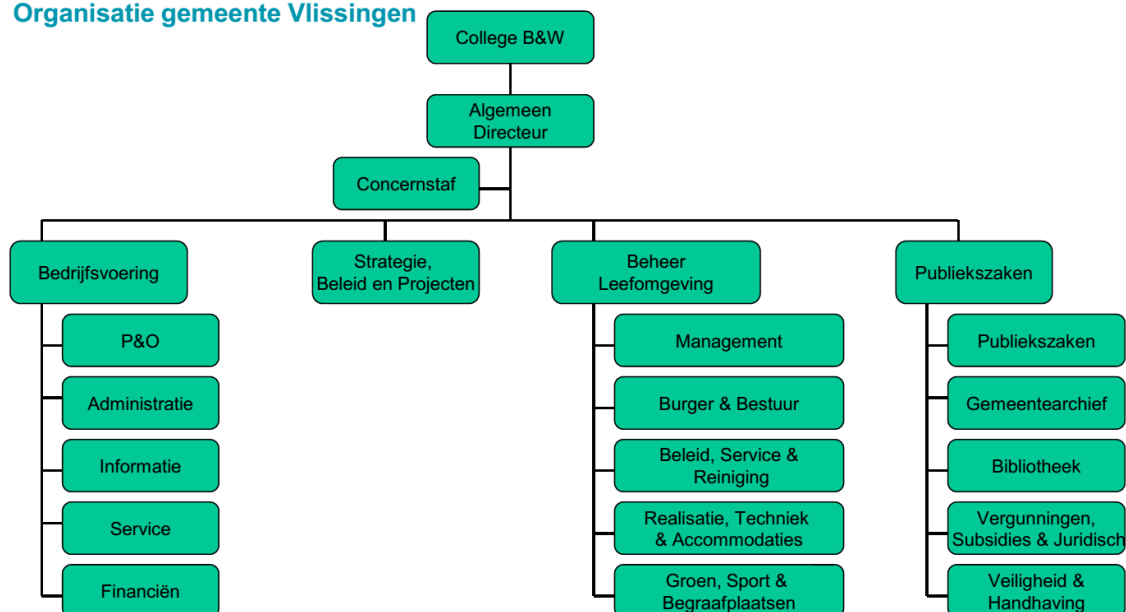 Organisatie gemeente Vlissingen
College B&W
Algemeen
Directeur
Concernstaf
Bedrijfsvoering
Strategie,
Beleid en Projecten
Beheer
Leefomgeving
Publiekszaken
P&O
Administratie
Informatie
Service
Financiën
Management
Burger & Bestuur
Beleid, Service &
Reiniging
Realisatie, Techniek
& Accommodaties
Groen, Sport &
Begraafplaatsen
Publiekszaken
Gemeentearchief
Bibliotheek
Vergunningen,
Subsidies & Juridisch
Veiligheid &
Handhaving